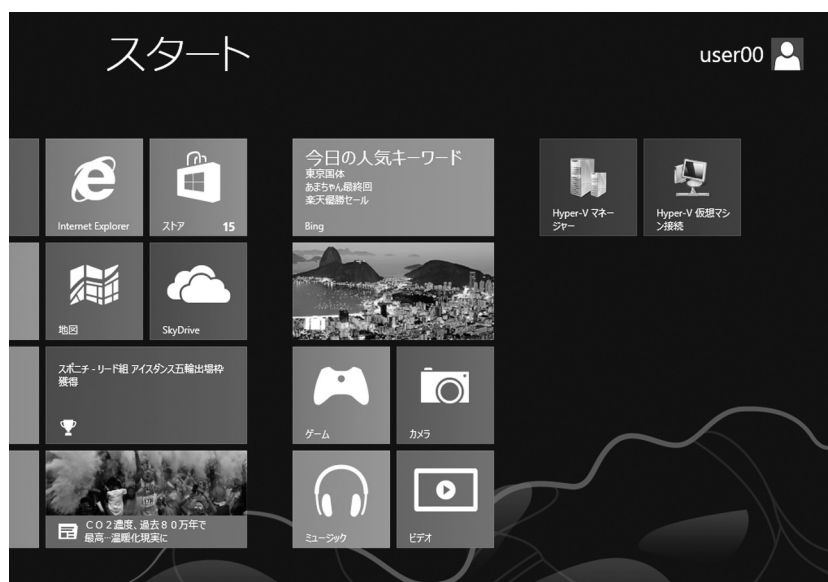 スタート
user00
Internet Explorer
ストア
15
今日の人気キーワード
東京国体
あまちゃん最終回
楽天優勝セール
Bing
Hyper-V マネー
ジャー
Hyper-V 仮想マシ
ン接続
地図
SkyDrive
スポニチ - リード組 アイスダンス五輪出場枠
獲得
ゲーム
カメラ
CO2濃度、過去80万年で
最高…温暖化現実に
ミュージック
ビデオ